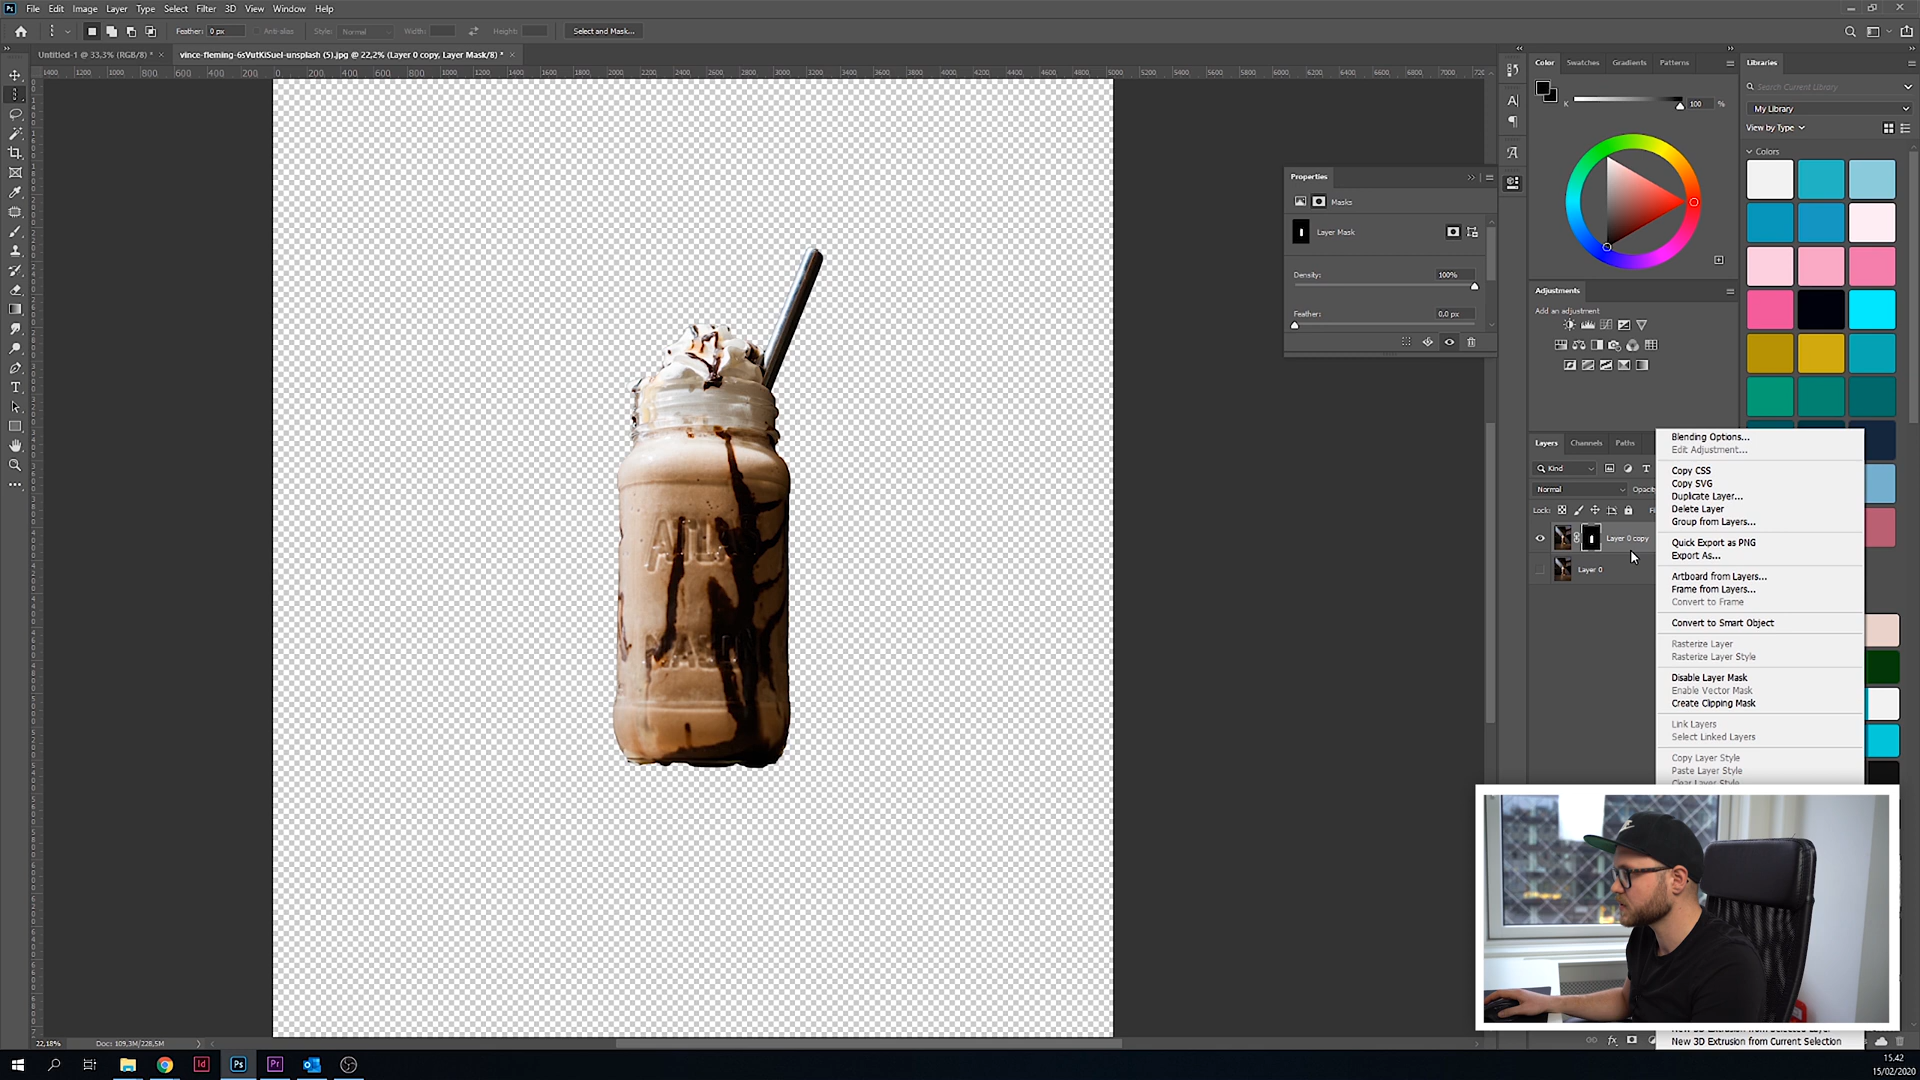 File Edit Image Layer Type Select Filter 3D View Window Help
Feather: 0 px Anti-alias Style: Normal Width: Height: Select and Mask...
Untitled-1 @ 33.3% (RGB/8) * × vince-fleming-6sVutKiSueI-unsplash (5).jpg @ 22,2% (Layer 0 copy, Layer Mask/8) * ×
Color Swatches Gradients Patterns
K 100 %
Libraries
Search Current Library
My Library
View by Type
Colors
Properties
Masks
Layer Mask
Density: 100%
Feather: 0,0 px
Adjustments
Add an adjustment
Layers Channels Paths
Kind
Normal Opacity
Lock:
Layer 0 copy
Layer 0
Blending Options...
Edit Adjustment...
Copy CSS
Copy SVG
Duplicate Layer...
Delete Layer
Group from Layers...
Quick Export as PNG
Export As...
Artboard from Layers...
Frame from Layers...
Convert to Frame
Convert to Smart Object
Rasterize Layer
Rasterize Layer Style
Disable Layer Mask
Enable Vector Mask
Create Clipping Mask
Link Layers
Select Linked Layers
Copy Layer Style
Paste Layer Style
Clear Layer Style
New 3D Extrusion from Selected Layer
New 3D Extrusion from Current Selection
22,18% Doc: 109,3M/228,5M
15.42
15/02/2020